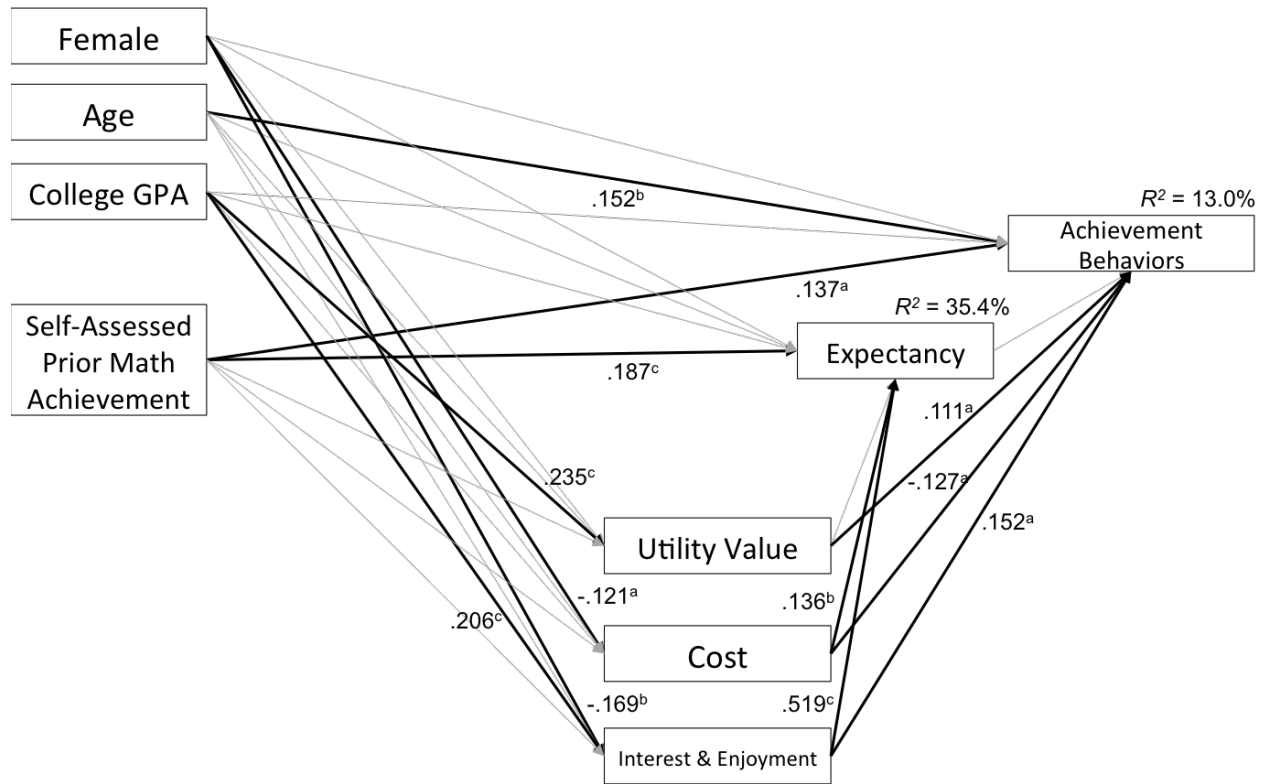 Female
Age
College GPA
Self-Assessed
Prior Math
Achievement
.152ᵇ
R² = 13.0%
Achievement
Behaviors
.137ᵃ
R² = 35.4%
Expectancy
.187ᶜ
.111ᵃ
.235ᶜ
-.127ᵃ
.152ᵃ
Utility Value
-.121ᵃ
.136ᵇ
.206ᶜ
Cost
-.169ᵇ
.519ᶜ
Interest & Enjoyment